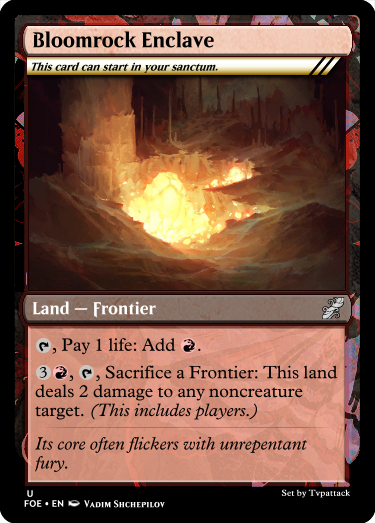 Bloomrock Enclave
This card can start in your sanctum.
Land — Frontier
, Pay 1 life: Add .
3 , , Sacrifice a Frontier: This land
deals 2 damage to any noncreature
target. (This includes players.)
Its core often flickers with unrepentant
fury.
U
FOE • EN Vadim Shchepilov
Set by Tvpattack